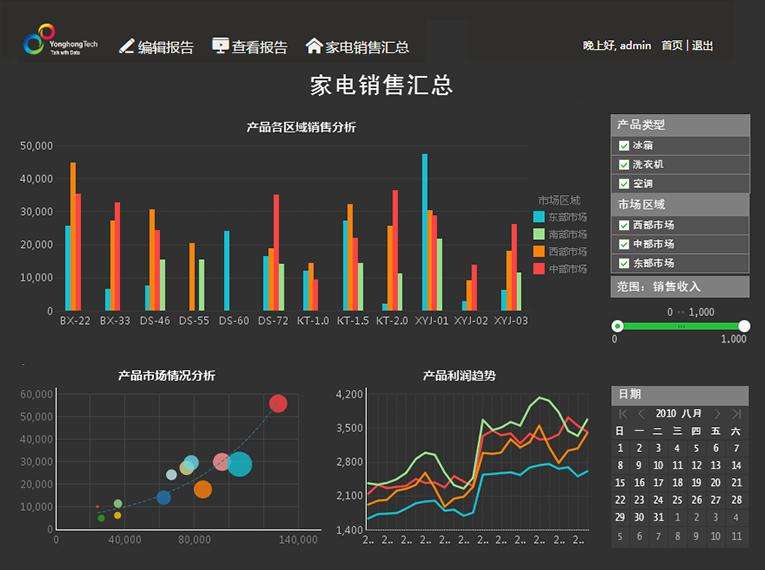 YonghongTech
Talk with Data
编辑报告
查看报告
家电销售汇总
晚上好, admin 首页 | 退出
家电销售汇总
产品各区域销售分析
50,000
40,000
30,000
20,000
10,000
0
BX-22 BX-33 DS-46 DS-55 DS-60 DS-72 KT-1.0 KT-1.5 KT-2.0 XYJ-01 XYJ-02 XYJ-03
市场区域
东部市场
南部市场
西部市场
中部市场
产品类型
冰箱
洗衣机
空调
市场区域
西部市场
中部市场
东部市场
范围: 销售收入
0 ·· 1,000
0 1,000
产品市场情况分析
60,000
50,000
40,000
30,000
20,000
10,000
0
0 40,000 80,000 140,000
产品利润趋势
4,200
3,500
2,800
2,100
1,400
2.. 2.. 2.. 2.. 2.. 2.. 2.. 2.. 2.. 2..
日期
2010 八月
日 一 二 三 四 五 六
1 2 3 4 5 6 7
8 9 10 11 12 13 14
15 16 17 18 19 20 21
22 23 24 25 26 27 28
29 30 31 1 2 3 4
5 6 7 8 9 10 11